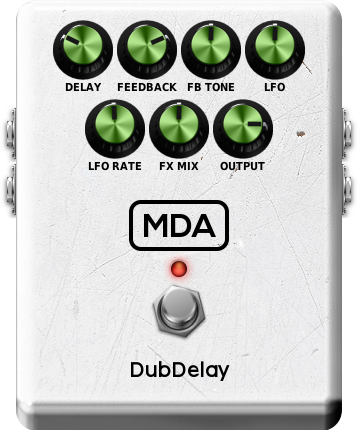 DELAY FEEDBACK FB TONE LFO
LFO RATE FX MIX OUTPUT
MDA
DubDelay